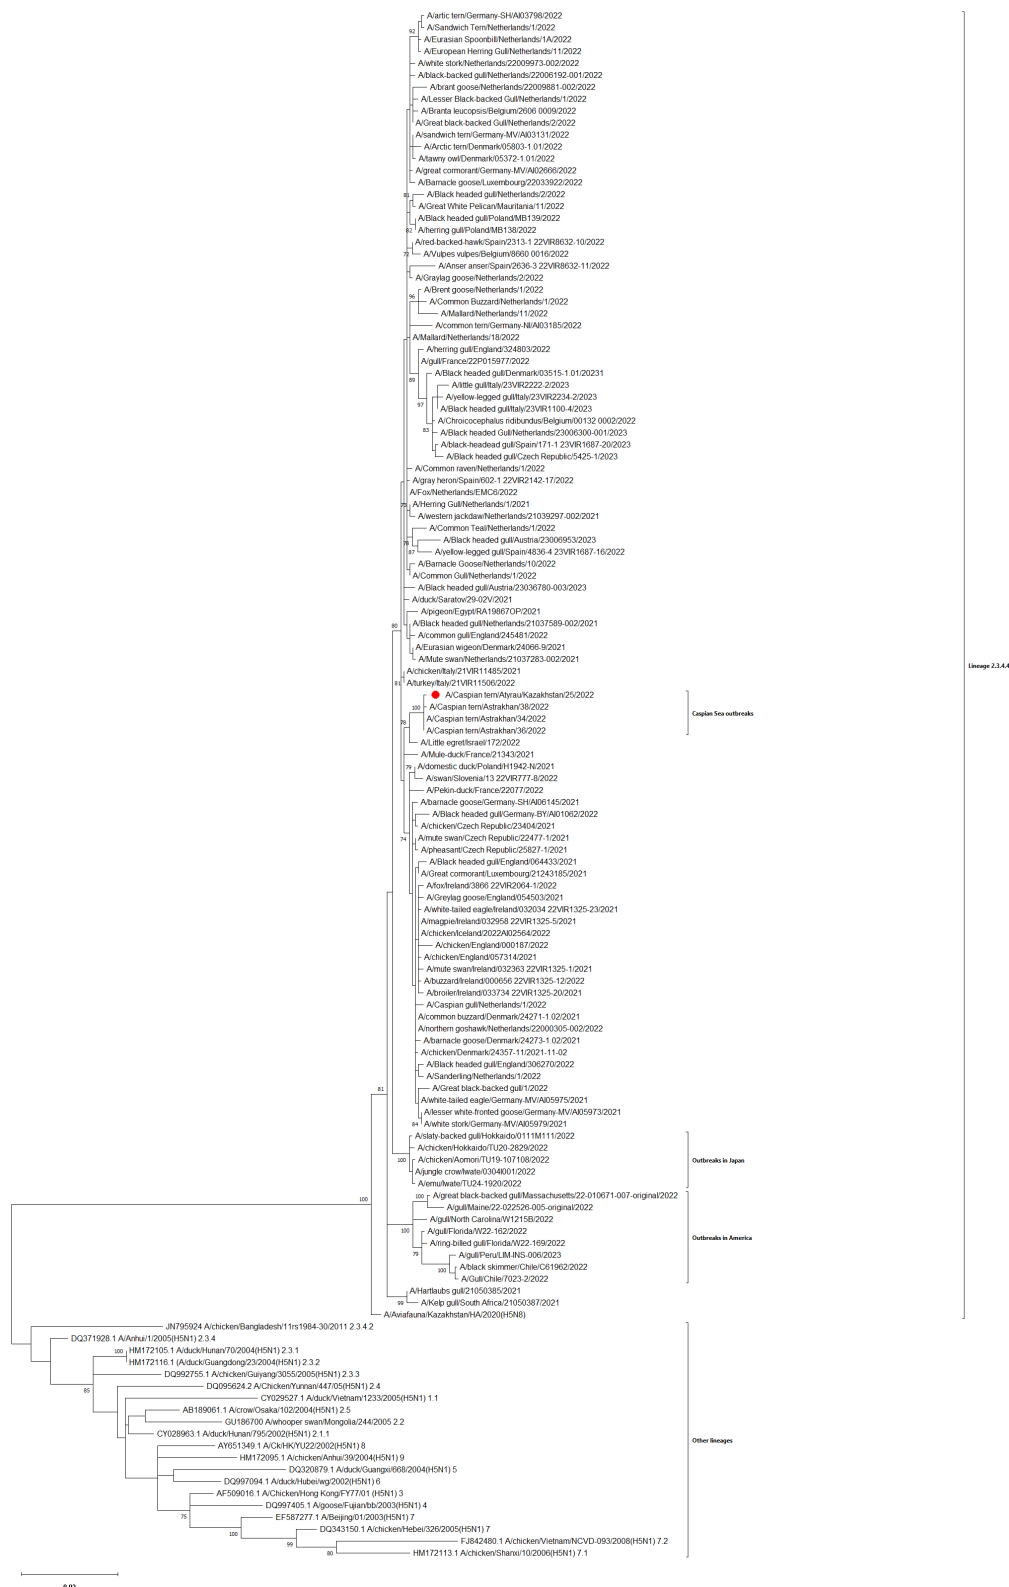 A/artic tern/Germany-SH/AI03798/2022
A/Sandwich Tern/Netherlands/1/2022
92
A/Eurasian Spoonbill/Netherlands/1A/2022
A/European Herring Gull/Netherlands/11/2022
A/white stork/Netherlands/22009973-002/2022
A/black-backed gull/Netherlands/22006192-001/2022
A/brant goose/Netherlands/22009881-002/2022
A/Lesser Black-backed Gull/Netherlands/1/2022
A/Branta leucopsis/Belgium/2606 0009/2022
A/Great black-backed Gull/Netherlands/2/2022
A/sandwich tern/Germany-MV/AI03131/2022
A/Arctic tern/Denmark/05803-1.01/2022
A/tawny owl/Denmark/05372-1.01/2022
A/great cormorant/Germany-MV/AI02666/2022
A/Barnacle goose/Luxembourg/22033922/2022
A/Black headed gull/Netherlands/2/2022
A/Great White Pelican/Mauritania/11/2022
A/Black headed gull/Poland/MB139/2022
82
A/herring gull/Poland/MB138/2022
A/red-backed-hawk/Spain/2313-1 22VIR8632-10/2022
A/Vulpes vulpes/Belgium/8660 0016/2022
A/Anser anser/Spain/2636-3 22VIR8632-11/2022
A/Graylag goose/Netherlands/2/2022
A/Brent goose/Netherlands/1/2022
96
A/Common Buzzard/Netherlands/1/2022
A/Mallard/Netherlands/11/2022
A/common tern/Germany-NI/AI03185/2022
A/Mallard/Netherlands/18/2022
A/herring gull/England/324803/2022
A/gull/France/22P015977/2022
A/Black headed gull/Denmark/03515-1.01/20231
89
A/little gull/Italy/23VIR2222-2/2023
A/yellow-legged gull/Italy/23VIR2234-2/2023
97
A/Black headed gull/Italy/23VIR1100-4/2023
A/Chroicocephalus ridibundus/Belgium/00132 0002/2022
83
A/Black headed Gull/Netherlands/23006300-001/2023
A/black-headead gull/Spain/171-1 23VIR1687-20/2023
A/Black headed gull/Czech Republic/5425-1/2023
A/Common raven/Netherlands/1/2022
A/gray heron/Spain/602-1 22VIR2142-17/2022
A/Fox/Netherlands/EMC6/2022
A/Herring Gull/Netherlands/1/2021
A/western jackdaw/Netherlands/21039297-002/2021
A/Common Teal/Netherlands/1/2022
A/Black headed gull/Austria/23006953/2023
87
A/yellow-legged gull/Spain/4836-4 23VIR1687-16/2022
A/Barnacle Goose/Netherlands/10/2022
A/Common Gull/Netherlands/1/2022
A/Black headed gull/Austria/23036780-003/2023
A/duck/Saratov/29-02V/2021
A/pigeon/Egypt/RA19867OP/2021
A/Black headed gull/Netherlands/21037589-002/2021
80
A/common gull/England/245481/2022
A/Eurasian wigeon/Denmark/24066-9/2021
A/Mute swan/Netherlands/21037283-002/2021
Lineage 2.3.4.4
A/chicken/Italy/21VIR11485/2021
81
A/turkey/Italy/21VIR11506/2022
A/Caspian tern/Atyrau/Kazakhstan/25/2022
100
A/Caspian tern/Astrakhan/38/2022
Caspian Sea outbreaks
78
A/Caspian tern/Astrakhan/34/2022
A/Caspian tern/Astrakhan/36/2022
A/Little egret/Israel/172/2022
A/Mule-duck/France/21343/2021
79
A/domestic duck/Poland/H1942-N/2021
A/swan/Slovenia/13 22VIR777-8/2022
A/Pekin-duck/France/22077/2022
A/barnacle goose/Germany-SH/AI06145/2021
A/Black headed gull/Germany-BY/AI01062/2022
A/chicken/Czech Republic/23404/2021
74
A/mute swan/Czech Republic/22477-1/2021
A/pheasant/Czech Republic/25827-1/2021
A/Black headed gull/England/064433/2021
A/Great cormorant/Luxembourg/21243185/2021
A/fox/Ireland/3866 22VIR2064-1/2022
A/Greylag goose/England/054503/2021
A/white-tailed eagle/Ireland/032034 22VIR1325-23/2021
A/magpie/Ireland/032958 22VIR1325-5/2021
A/chicken/Iceland/2022AI02564/2022
A/chicken/England/000187/2022
A/chicken/England/057314/2021
A/mute swan/Ireland/032363 22VIR1325-1/2021
A/buzzard/Ireland/000656 22VIR1325-12/2022
A/broiler/Ireland/033734 22VIR1325-20/2021
A/Caspian gull/Netherlands/1/2022
A/common buzzard/Denmark/24271-1.02/2021
A/northern goshawk/Netherlands/22000305-002/2022
A/barnacle goose/Denmark/24273-1.02/2021
A/chicken/Denmark/24357-11/2021-11-02
A/Black headed gull/England/306270/2022
A/Sanderling/Netherlands/1/2022
81
A/Great black-backed gull/1/2022
A/white-tailed eagle/Germany-MV/AI05975/2021
A/lesser white-fronted goose/Germany-MV/AI05973/2021
84
A/white stork/Germany-MV/AI05979/2021
A/slaty-backed gull/Hokkaido/0111M111/2022
A/chicken/Hokkaido/TU20-2829/2022
100
A/chicken/Aomori/TU19-107108/2022
Outbreaks in Japan
A/jungle crow/Iwate/0304I001/2022
A/emu/Iwate/TU24-1920/2022
100
100
A/great black-backed gull/Massachusetts/22-010671-007-original/2022
A/gull/Maine/22-022526-005-original/2022
A/gull/North Carolina/W1215B/2022
100
A/gull/Florida/W22-162/2022
Outbreaks in America
A/ring-billed gull/Florida/W22-169/2022
79
A/gull/Peru/LIM-INS-006/2023
100
A/black skimmer/Chile/C61962/2022
A/Gull/Chile/7023-2/2022
A/Hartlaubs gull/21050385/2021
99
A/Kelp gull/South Africa/21050387/2021
A/Aviafauna/Kazakhstan/HA/2020(H5N8)
JN795924 A/chicken/Bangladesh/11rs1984-30/2011 2.3.4.2
DQ371928.1 A/Anhui/1/2005(H5N1) 2.3.4
100
HM172105.1 A/duck/Hunan/70/2004(H5N1) 2.3.1
HM172116.1 (A/duck/Guangdong/23/2004(H5N1) 2.3.2
DQ992755.1 A/chicken/Guiyang/3055/2005(H5N1) 2.3.3
85
DQ095624.2 A/Chicken/Yunnan/447/05(H5N1) 2.4
CY029527.1 A/duck/Vietnam/1233/2005(H5N1) 1.1
AB189061.1 A/crow/Osaka/102/2004(H5N1) 2.5
GU186700 A/whooper swan/Mongolia/244/2005 2.2
CY028963.1 A/duck/Hunan/795/2002(H5N1) 2.1.1
Other lineages
AY651349.1 A/Ck/HK/YU22/2002(H5N1) 8
HM172095.1 A/chicken/Anhui/39/2004(H5N1) 9
DQ320879.1 A/duck/Guangxi/668/2004(H5N1) 5
DQ997094.1 A/duck/Hubei/wg/2002(H5N1) 6
AF509016.1 A/Chicken/Hong Kong/FY77/01 (H5N1) 3
DQ997405.1 A/goose/Fujian/bb/2003(H5N1) 4
75
EF587277.1 A/Beijing/01/2003(H5N1) 7
DQ343150.1 A/chicken/Hebei/326/2005(H5N1) 7
100
FJ842480.1 A/chicken/Vietnam/NCVD-093/2008(H5N1) 7.2
99
80
HM172113.1 A/chicken/Shanxi/10/2006(H5N1) 7.1